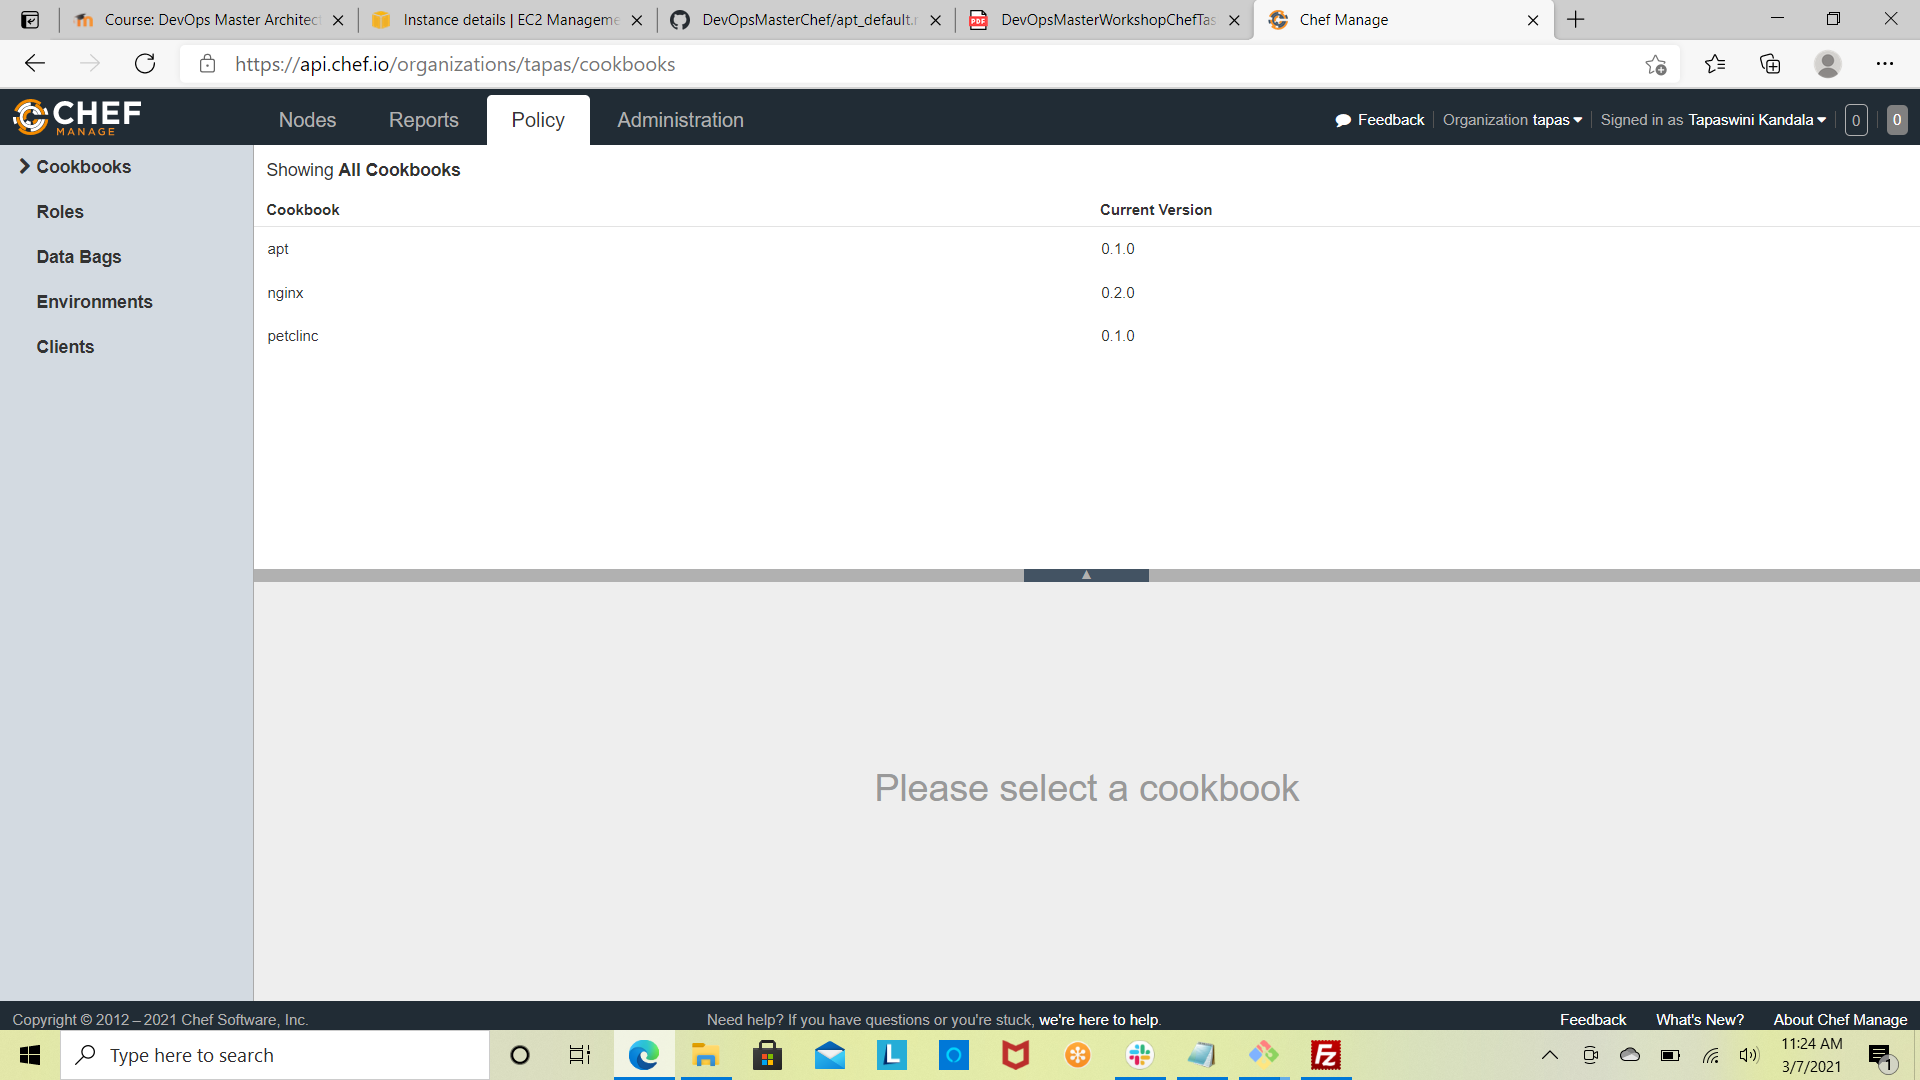 Course: DevOps Master Architect
Instance details | EC2 Manageme
DevOpsMasterChef/apt_default.r
DevOpsMasterWorkshopChefTas
Chef Manage
https://api.chef.io/organizations/tapas/cookbooks
CHEF
MANAGE
Nodes
Reports
Policy
Administration
Feedback
Organization tapas
Signed in as Tapaswini Kandala
0
0
Cookbooks
Roles
Data Bags
Environments
Clients
Showing All Cookbooks
Cookbook Current Version
apt 0.1.0
nginx 0.2.0
petclinc 0.1.0
Please select a cookbook
Copyright © 2012 – 2021 Chef Software, Inc.
Need help? If you have questions or you're stuck, we're here to help.
Feedback
What's New?
About Chef Manage
Type here to search
L
FZ
11:24 AM
3/7/2021
1